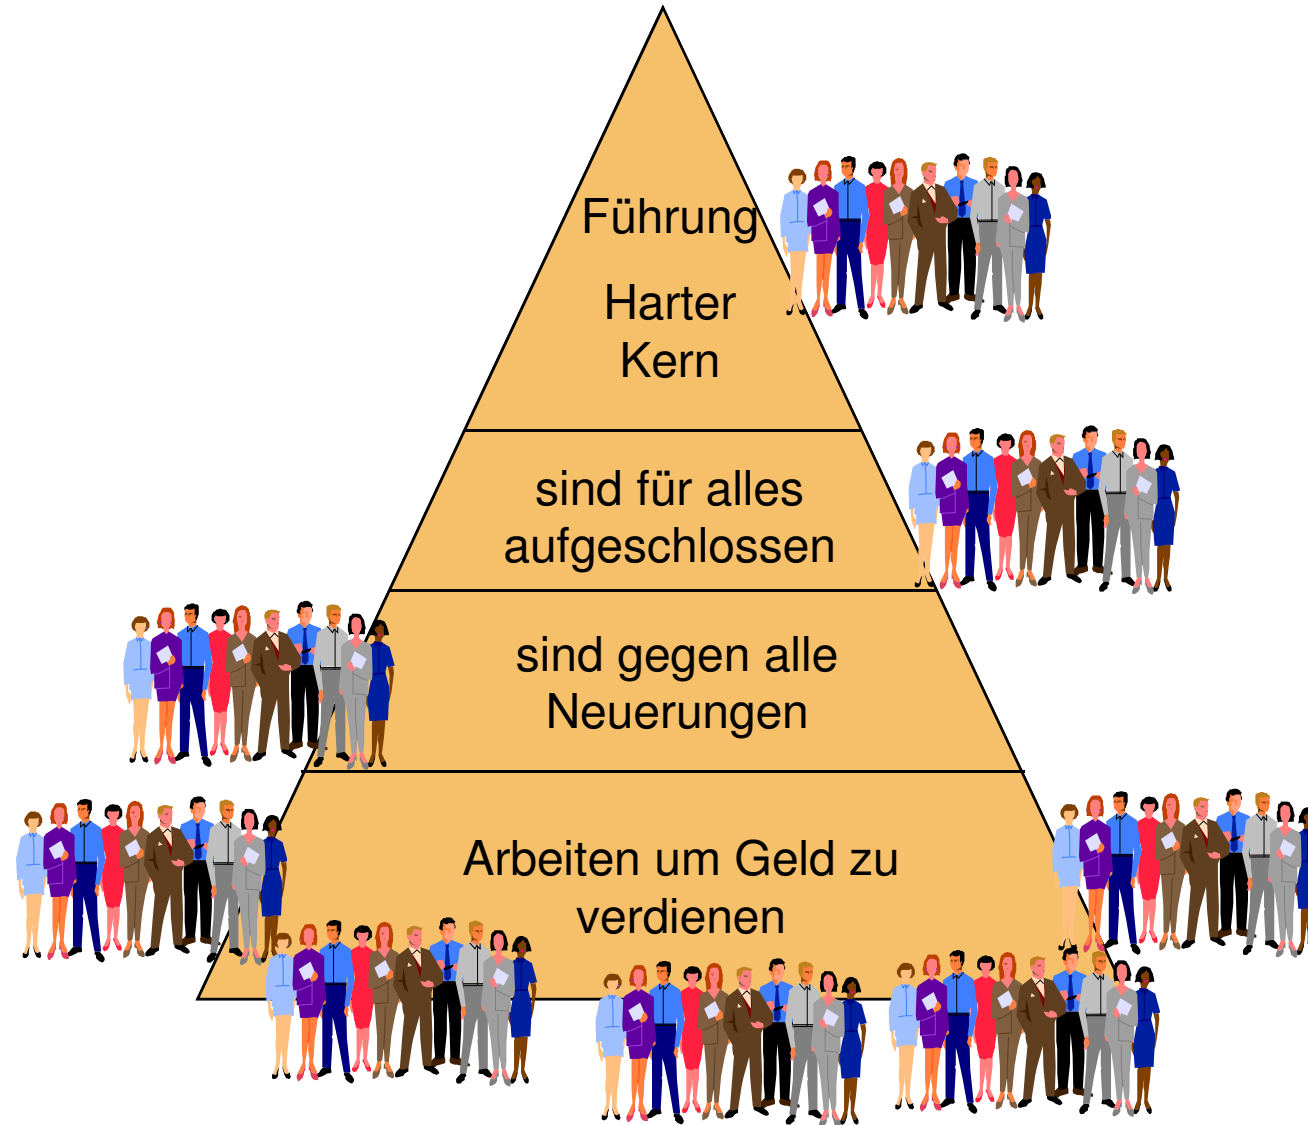 Führung
Harter
Kern
sind für alles
aufgeschlossen
sind gegen alle
Neuerungen
Arbeiten um Geld zu
verdienen